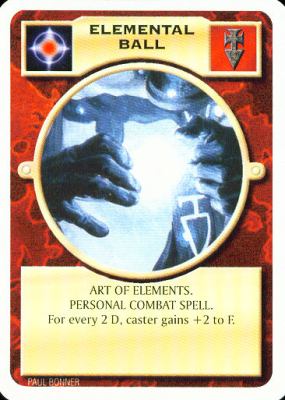 ELEMENTAL
BALL
ART OF ELEMENTS.
PERSONAL COMBAT SPELL.
For every 2 D, caster gains +2 to F.
PAUL BONNER